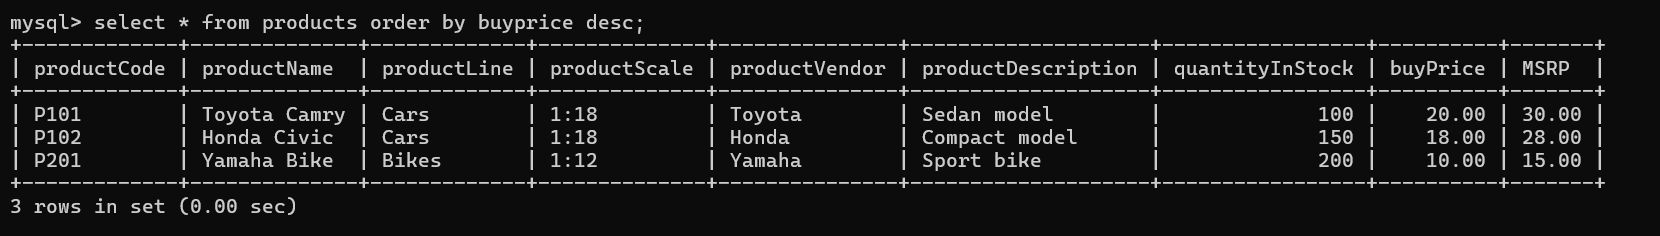 mysql> select * from products order by buyprice desc;
+-------------+--------------+-------------+--------------+---------------+--------------------+-----------------+----------+-------+
| productCode | productName  | productLine | productScale | productVendor | productDescription | quantityInStock | buyPrice | MSRP  |
+-------------+--------------+-------------+--------------+---------------+--------------------+-----------------+----------+-------+
| P101        | Toyota Camry | Cars        | 1:18         | Toyota        | Sedan model        |             100 |    20.00 | 30.00 |
| P102        | Honda Civic  | Cars        | 1:18         | Honda         | Compact model      |             150 |    18.00 | 28.00 |
| P201        | Yamaha Bike  | Bikes       | 1:12         | Yamaha        | Sport bike         |             200 |    10.00 | 15.00 |
+-------------+--------------+-------------+--------------+---------------+--------------------+-----------------+----------+-------+
3 rows in set (0.00 sec)